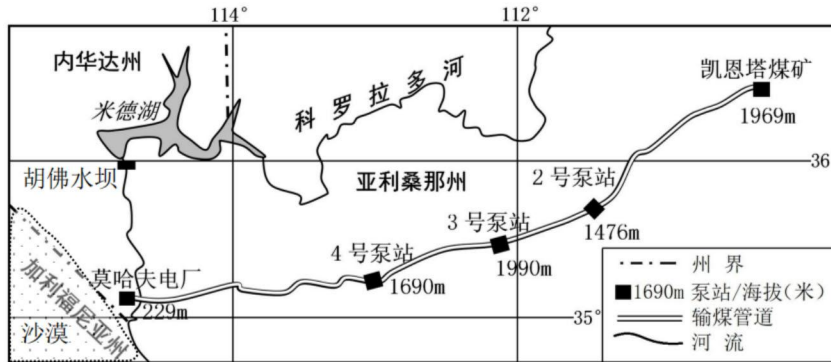 114°
112°
内华达州
凯恩塔煤矿
米德湖
科罗拉多河
1969m
36
胡佛水坝
亚利桑那州
2号泵站
3号泵站
1476m
4号泵站
1990m
莫哈夫电厂
1690m
229m
加利福尼亚州
35°
沙漠
州 界
1690m 泵站/海拔(米)
输煤管道
河 流